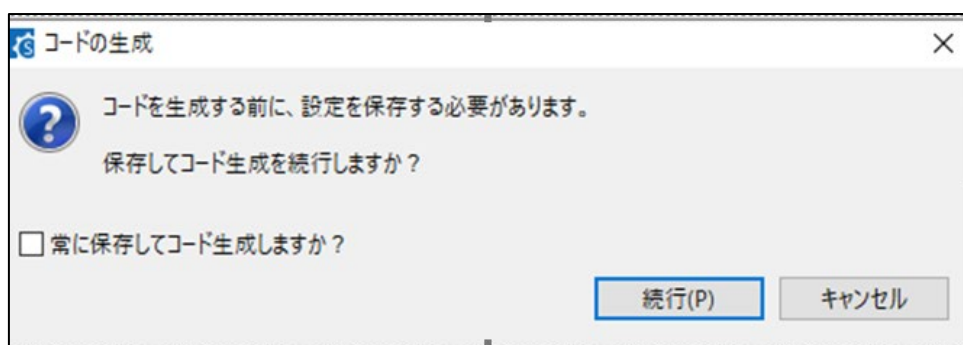 コードの生成
コードを生成する前に、設定を保存する必要があります。
保存してコード生成を続行しますか？
常に保存してコード生成しますか？
続行(P)
キャンセル